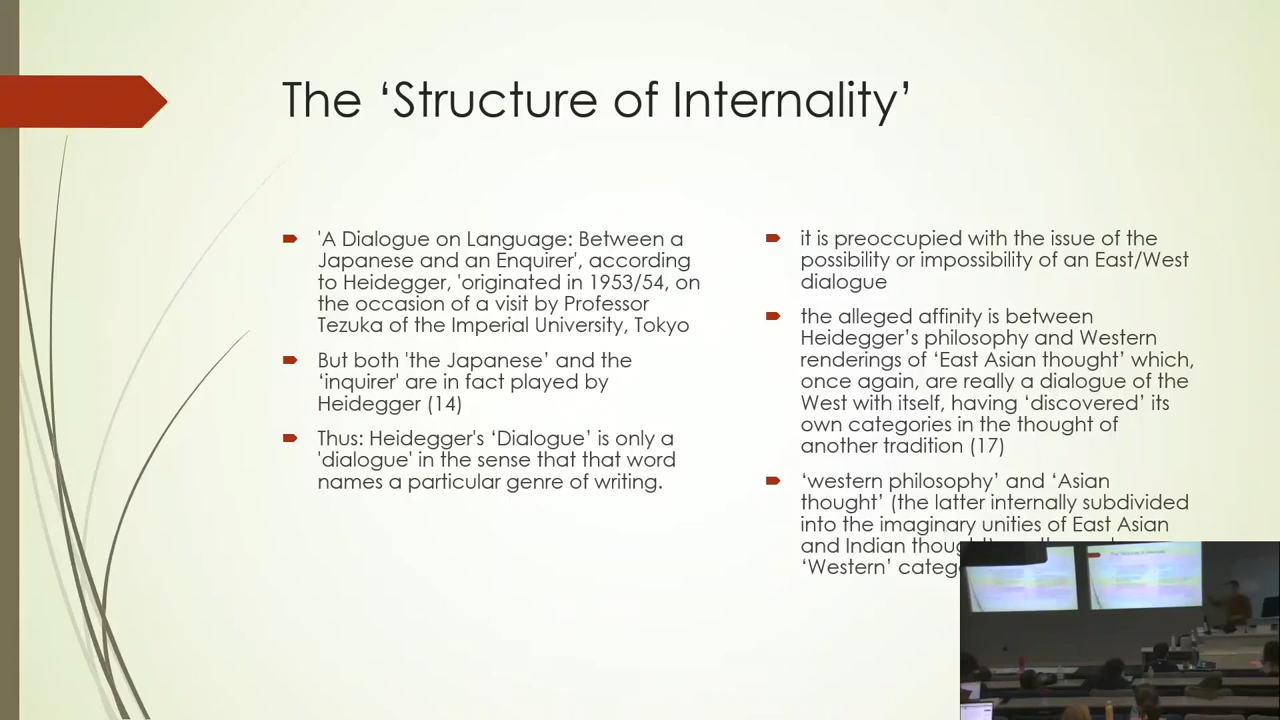 The ‘Structure of Internality’
'A Dialogue on Language: Between a
Japanese and an Enquirer', according
to Heidegger, 'originated in 1953/54, on
the occasion of a visit by Professor
Tezuka of the Imperial University, Tokyo
But both 'the Japanese’ and the
‘inquirer' are in fact played by
Heidegger (14)
Thus: Heidegger's ‘Dialogue’ is only a
'dialogue' in the sense that that word
names a particular genre of writing.
it is preoccupied with the issue of the
possibility or impossibility of an East/West
dialogue
the alleged affinity is between
Heidegger’s philosophy and Western
renderings of ‘East Asian thought’ which,
once again, are really a dialogue of the
West with itself, having ‘discovered’ its
own categories in the thought of
another tradition (17)
‘western philosophy’ and ‘Asian
thought’ (the latter internally subdivided
into the imaginary unities of East Asian
and Indian
‘Western’